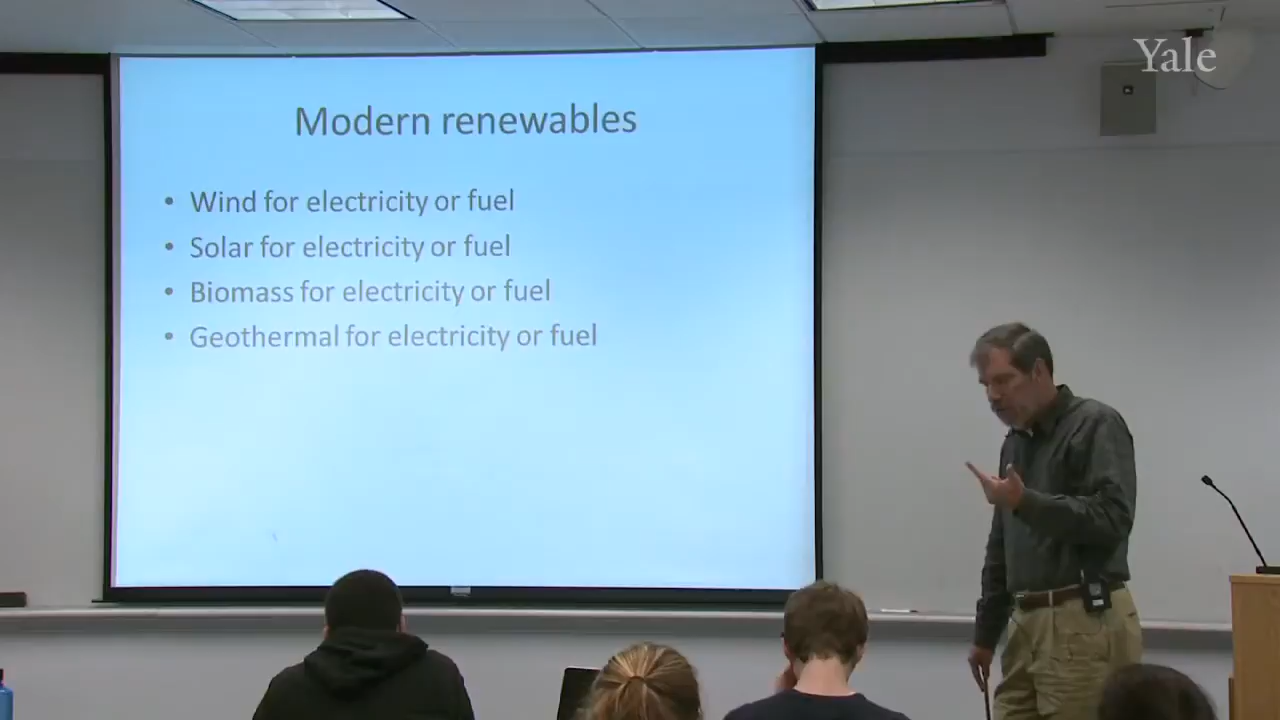 Yale
Modern renewables
• Wind for electricity or fuel
• Solar for electricity or fuel
• Biomass for electricity or fuel
• Geothermal for electricity or fuel